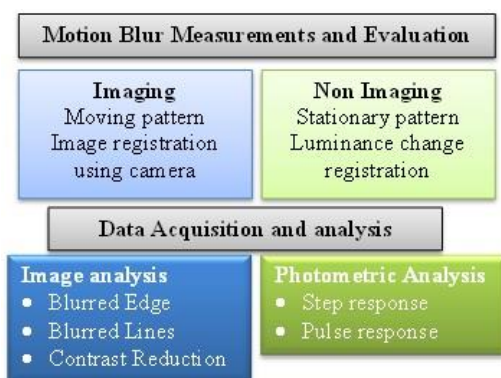 Motion Blur Measurements and Evaluation
Imaging
Moving pattern
Image registration
using camera
Non Imaging
Stationary pattern
Luminance change
registration
Data Acquisition and analysis
Image analysis
• Blurred Edge
• Blurred Lines
• Contrast Reduction
Photometric Analysis
• Step response
• Pulse response